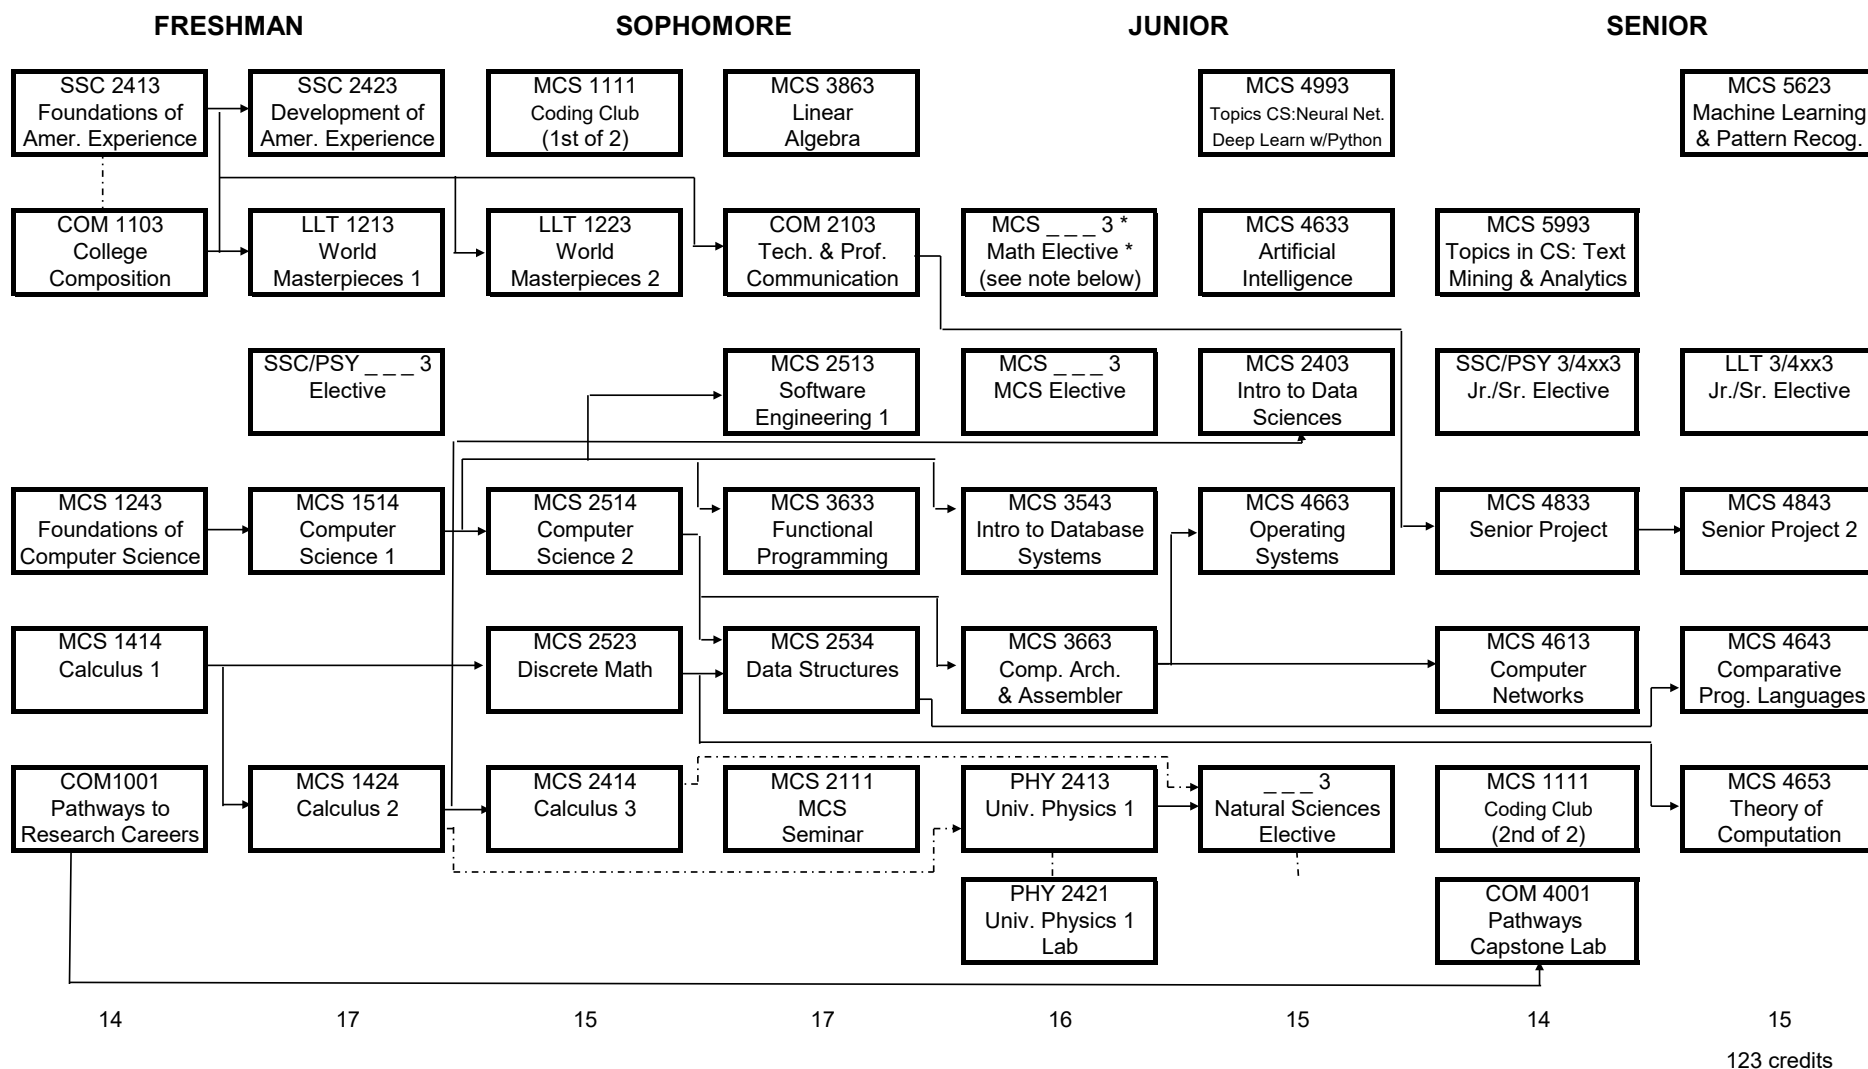 FRESHMAN
SOPHOMORE
JUNIOR
SENIOR
SSC 2413
Foundations of
Amer. Experience
SSC 2423
Development of
Amer. Experience
MCS 1111
Coding Club
(1st of 2)
MCS 3863
Linear
Algebra
MCS 4993
Topics CS:Neural Net.
Deep Learn w/Python
MCS 5623
Machine Learning
& Pattern Recog.
COM 1103
College
Composition
LLT 1213
World
Masterpieces 1
LLT 1223
World
Masterpieces 2
COM 2103
Tech. & Prof.
Communication
MCS _ _ _ 3 *
Math Elective *
(see note below)
MCS 4633
Artificial
Intelligence
MCS 5993
Topics in CS: Text
Mining & Analytics
SSC/PSY _ _ _ 3
Elective
MCS 2513
Software
Engineering 1
MCS _ _ _ 3
MCS Elective
MCS 2403
Intro to Data
Sciences
SSC/PSY 3/4xx3
Jr./Sr. Elective
LLT 3/4xx3
Jr./Sr. Elective
MCS 1243
Foundations of
Computer Science
MCS 1514
Computer
Science 1
MCS 2514
Computer
Science 2
MCS 3633
Functional
Programming
MCS 3543
Intro to Database
Systems
MCS 4663
Operating
Systems
MCS 4833
Senior Project
MCS 4843
Senior Project 2
MCS 1414
Calculus 1
MCS 2523
Discrete Math
MCS 2534
Data Structures
MCS 3663
Comp. Arch.
& Assembler
MCS 4613
Computer
Networks
MCS 4643
Comparative
Prog. Languages
COM1001
Pathways to
Research Careers
MCS 1424
Calculus 2
MCS 2414
Calculus 3
MCS 2111
MCS
Seminar
PHY 2413
Univ. Physics 1
_ _ _ 3
Natural Sciences
Elective
MCS 1111
Coding Club
(2nd of 2)
MCS 4653
Theory of
Computation
PHY 2421
Univ. Physics 1
Lab
COM 4001
Pathways
Capstone Lab
14
17
15
17
16
15
14
15
123 credits